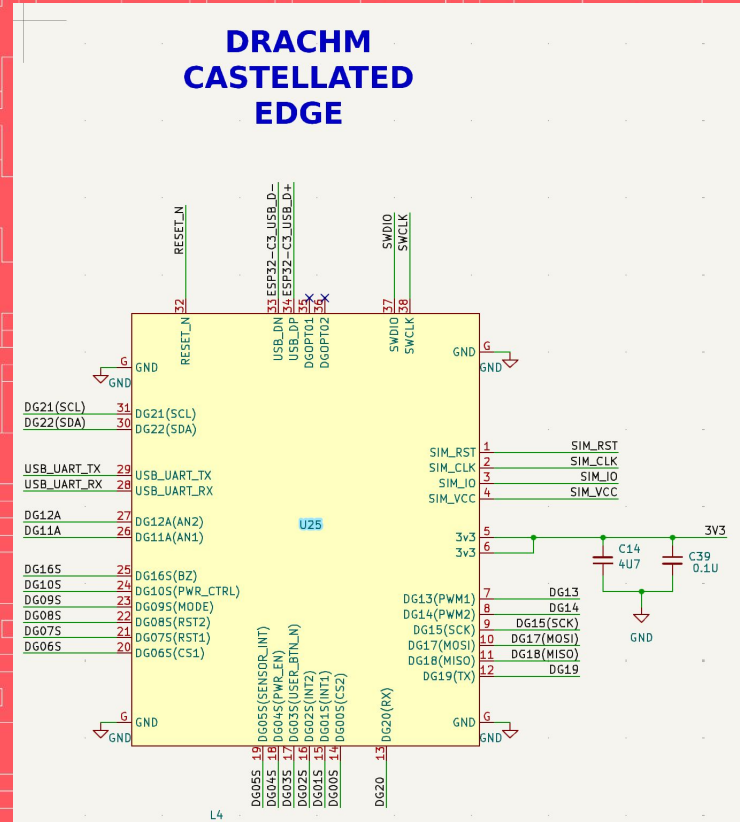 DRACHM
CASTELLATED
EDGE
RESET_N
ESP32-C3_USB_D-
ESP32-C3_USB_D+
SWDIO
SWCLK
32
33
34
35
36
37
38
RESET_N
USB_DN
USB_DP
DGOPT01
DGOPT02
SWDIO
SWCLK
G
GND
GND
G
GND
GND
DG21(SCL)
31
DG21(SCL)
DG22(SDA)
30
DG22(SDA)
USB_UART_TX
29
USB_UART_TX
USB_UART_RX
28
USB_UART_RX
DG12A
27
DG12A(AN2)
DG11A
26
DG11A(AN1)
DG16S
25
DG16S(BZ)
DG10S
24
DG10S(PWR_CTRL)
DG09S
23
DG09S(MODE)
DG08S
22
DG08S(RST2)
DG07S
21
DG07S(RST1)
DG06S
20
DG06S(CS1)
U25
SIM_RST
1
SIM_RST
SIM_CLK
2
SIM_CLK
SIM_IO
3
SIM_IO
SIM_VCC
4
SIM_VCC
3v3
5
3V3
3v3
6
C14
4U7
C39
0.1U
GND
DG13(PWM1)
7
DG13
DG14(PWM2)
8
DG14
DG15(SCK)
9
DG15(SCK)
DG17(MOSI)
10
DG17(MOSI)
DG18(MISO)
11
DG18(MISO)
DG19(TX)
12
DG19
DG05S(SENSOR_INT)
DG04S(PWR_EN)
DG03S(USER_BTN_N)
DG02S(INT2)
DG01S(INT1)
DG00S(CS2)
DG20(RX)
G
GND
GND
G
GND
GND
19
18
17
16
15
14
13
DG05S
DG04S
DG03S
DG02S
DG01S
DG00S
DG20
L4